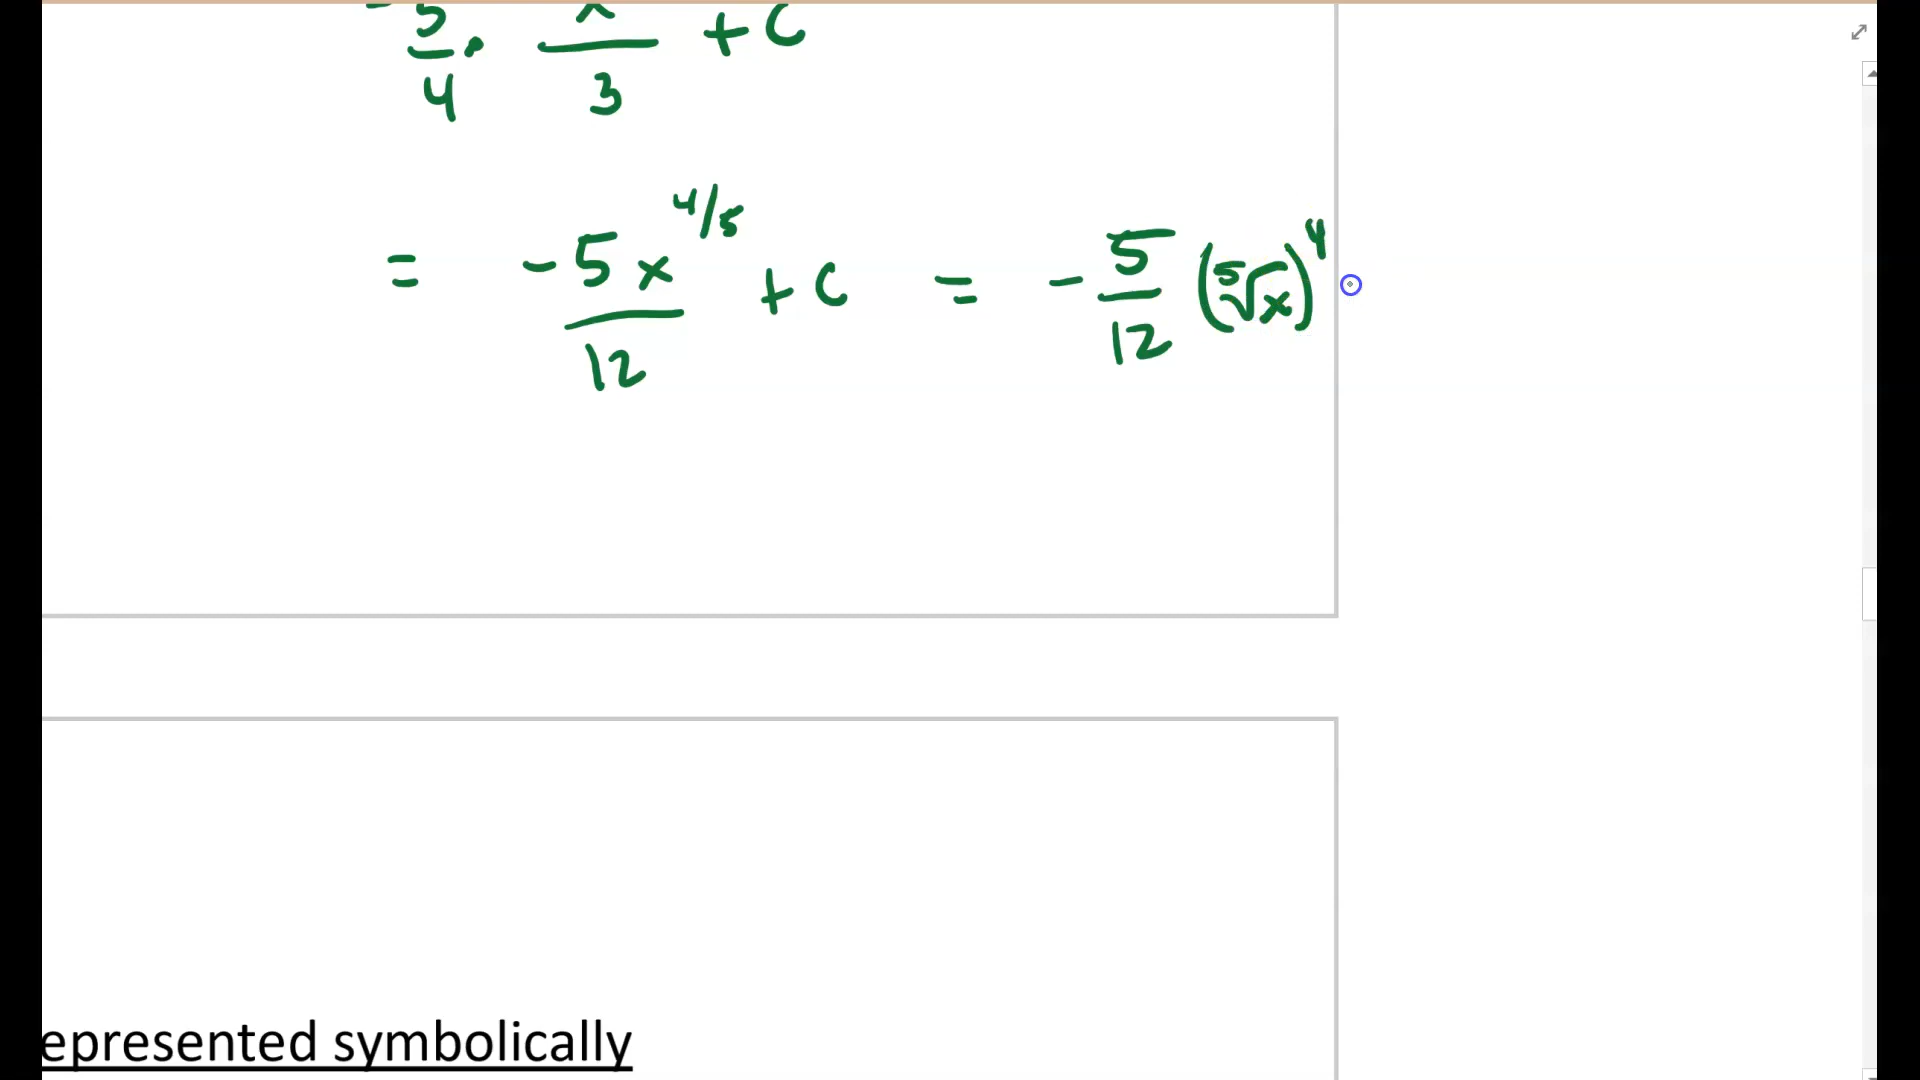 -5/4 · x/3 + C
= -5x^4/5 / 12 + C = -5/12 (⁵√x)^4
epresented symbolically